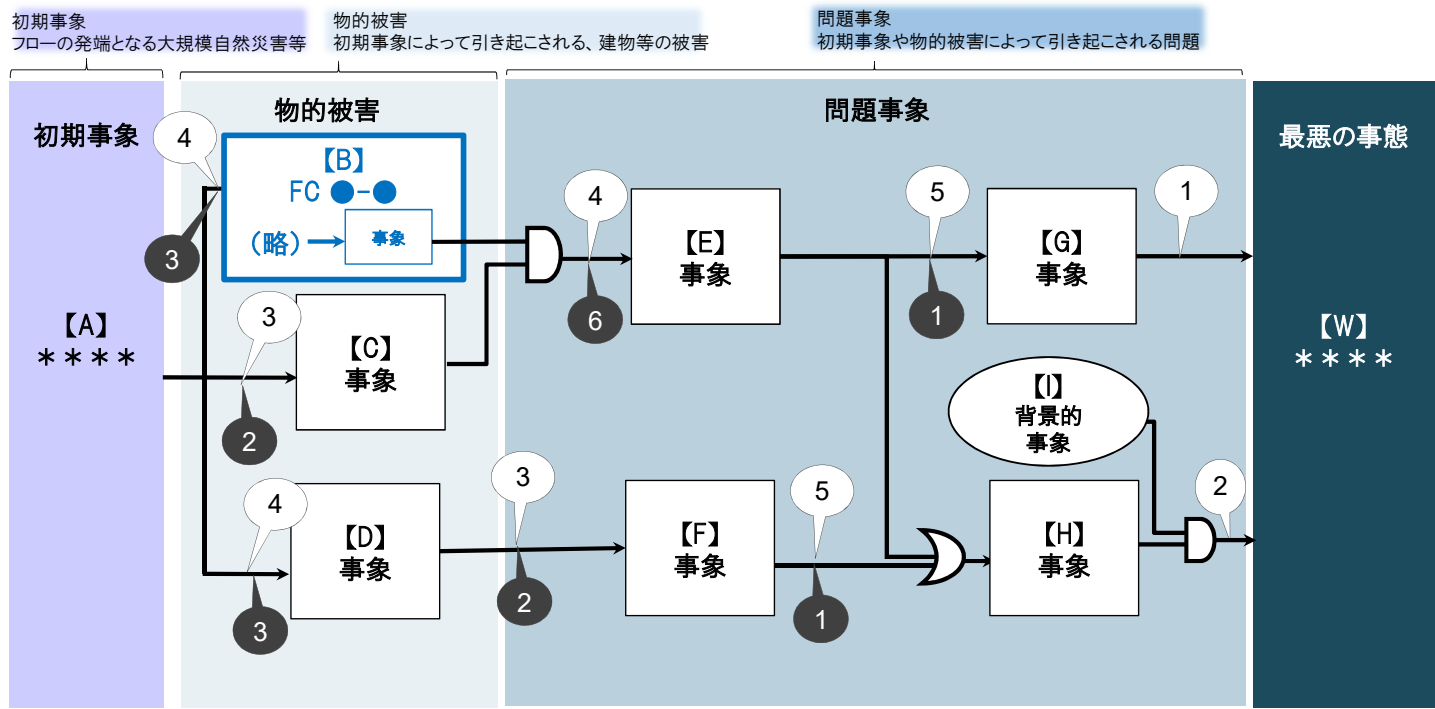 初期事象
フローの発端となる大規模自然災害等
物的被害
初期事象によって引き起こされる、建物等の被害
問題事象
初期事象や物的被害によって引き起こされる問題
初期事象
物的被害
問題事象
最悪の事態
【A】
＊＊＊＊
4
3
【B】
FC ●-●
(略)
事象
3
2
【C】
事象
4
3
【D】
事象
4
6
【E】
事象
3
2
【F】
事象
5
1
【G】
事象
1
【I】
背景的
事象
5
1
【H】
事象
2
【W】
＊＊＊＊